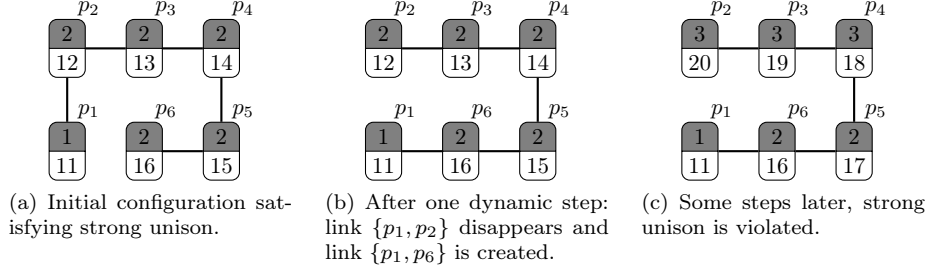 p2 p3 p4
2 2 2
12 13 14
p1 p6 p5
1 2 2
11 16 15
(a) Initial configuration sat-
isfying strong unison.
p2 p3 p4
2 2 2
12 13 14
p1 p6 p5
1 2 2
11 16 15
(b) After one dynamic step:
link {p1, p2} disappears and
link {p1, p6} is created.
p2 p3 p4
3 3 3
20 19 18
p1 p6 p5
1 2 2
11 16 17
(c) Some steps later, strong
unison is violated.